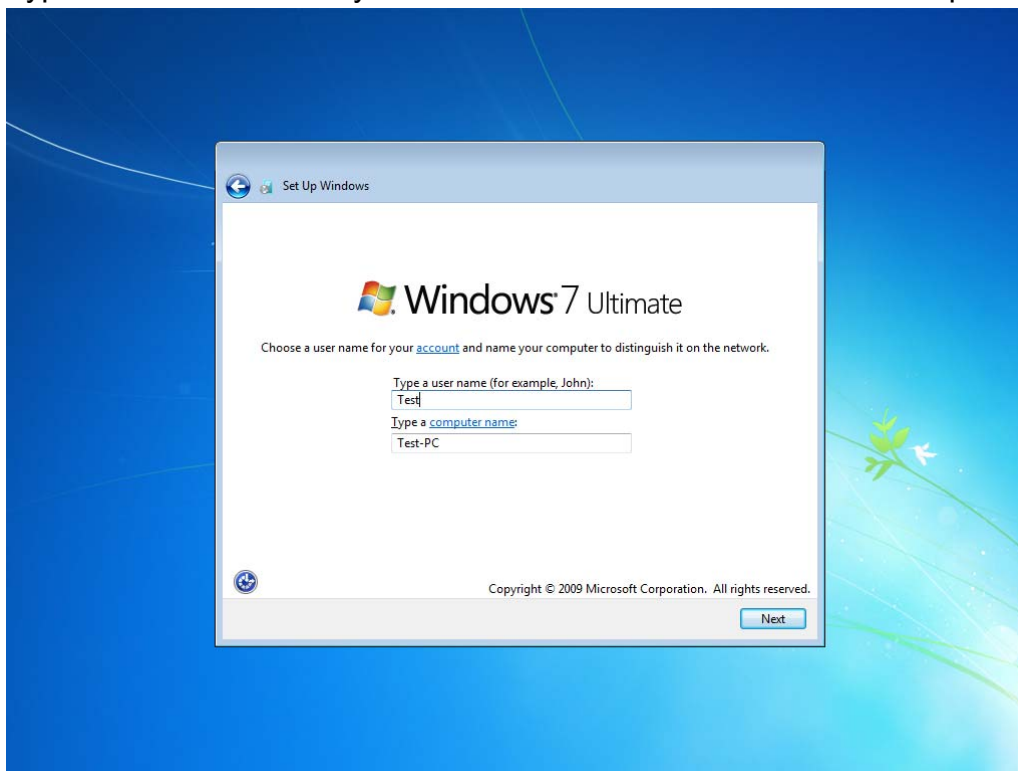 Set Up Windows
Windows 7 Ultimate
Choose a user name for your account and name your computer to distinguish it on the network.
Type a user name (for example, John):
Test
Type a computer name:
Test-PC
Copyright © 2009 Microsoft Corporation. All rights reserved.
Next